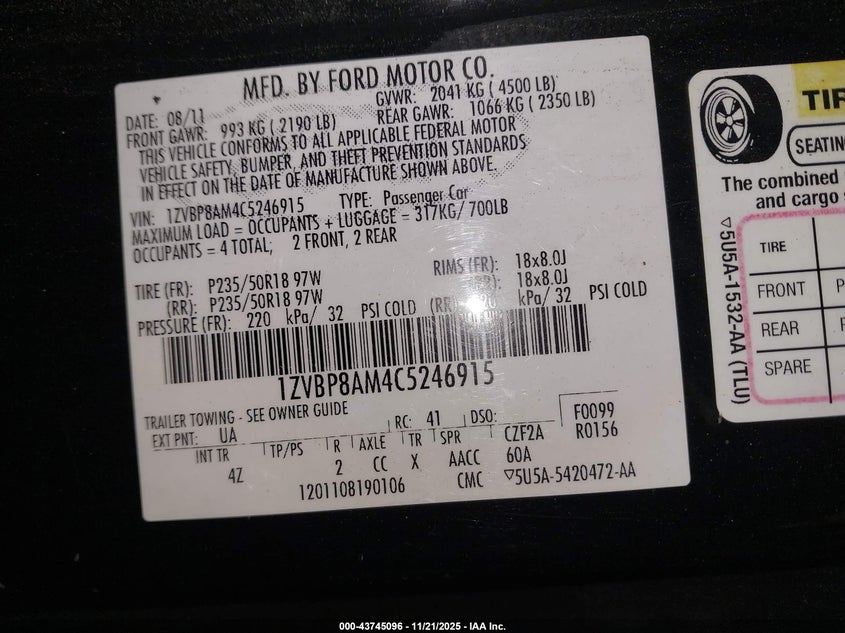 MFD. BY FORD MOTOR CO.
DATE: 08/11
GVWR: 2041 KG ( 4500 LB)
FRONT GAWR: 993 KG ( 2190 LB)
REAR GAWR: 1066 KG ( 2350 LB)
THIS VEHICLE CONFORMS TO ALL APPLICABLE FEDERAL MOTOR
VEHICLE SAFETY, BUMPER, AND THEFT PREVENTION STANDARDS
IN EFFECT ON THE DATE OF MANUFACTURE SHOWN ABOVE.
VIN: 1ZVBP8AM4C5246915 TYPE: Passenger Car
MAXIMUM LOAD = OCCUPANTS + LUGGAGE = 317KG/ 700LB
OCCUPANTS = 4 TOTAL; 2 FRONT, 2 REAR
TIRE (FR): P235/50R18 97W RIMS (FR): 18x8.0J
(RR): P235/50R18 97W 18x8.0J
PRESSURE (FR): 220 kPa/ 32 PSI COLD (RR) kPa/ 32 PSI COLD
1ZVBP8AM4C5246915
TRAILER TOWING - SEE OWNER GUIDE
EXT PNT: UA RC: 41 DSO: F0099
INT TR TP/PS R AXLE TR SPR CZF2A R0156
4Z 2 CC X AACC 60A
1201108190106 CMC ▽5U5A-5420472-AA
TIR
SEATIN
The combined
and cargo
▽5U5A-1532-AA (TLU)
TIRE
FRONT P
REAR
SPARE
000-43745096 - 11/21/2025 - IAA Inc.